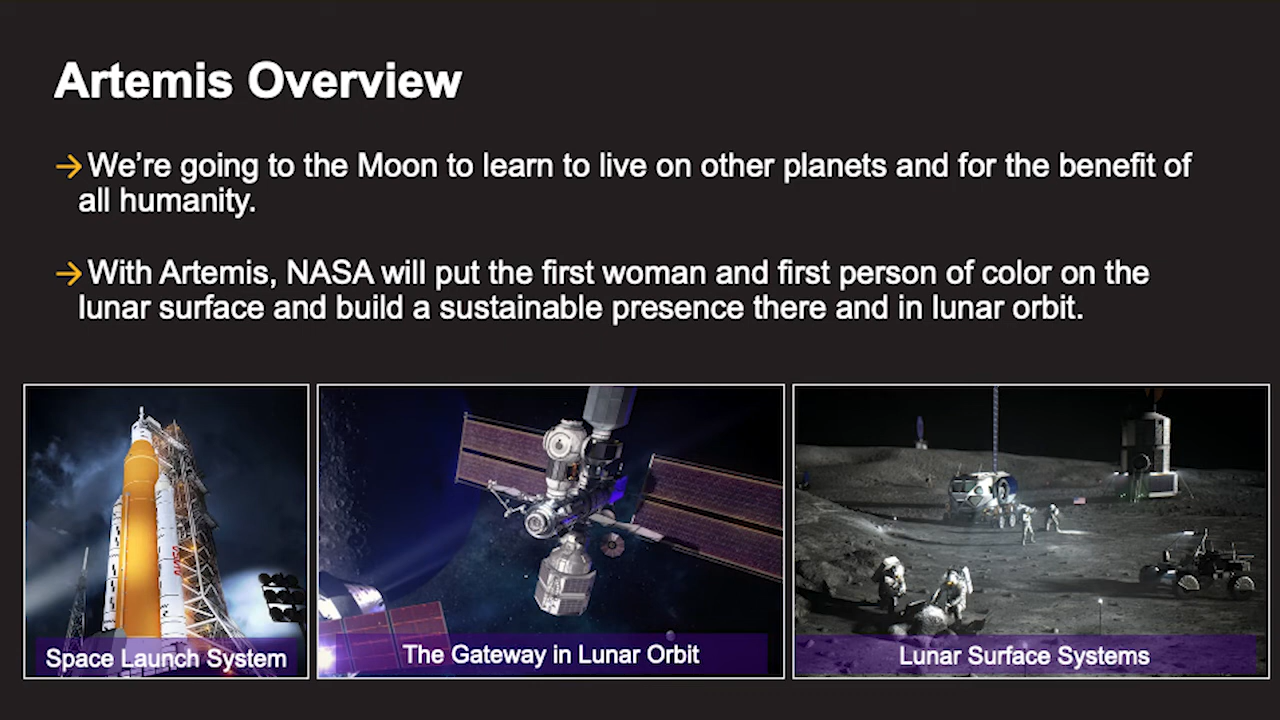 Artemis Overview
→ We’re going to the Moon to learn to live on other planets and for the benefit of
all humanity.
→ With Artemis, NASA will put the first woman and first person of color on the
lunar surface and build a sustainable presence there and in lunar orbit.
NASA
Space Launch System
The Gateway in Lunar Orbit
Lunar Surface Systems